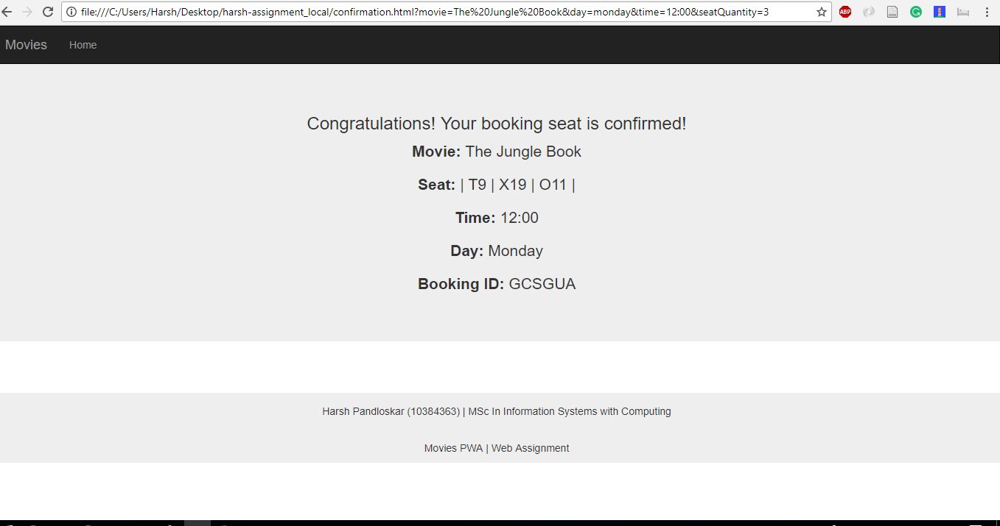 file:///C:/Users/Harsh/Desktop/harsh-assignment_local/confirmation.html?movie=The%20Jungle%20Book&day=monday&time=12:00&seatQuantity=3
ABP
Movies Home
Congratulations! Your booking seat is confirmed!
Movie: The Jungle Book
Seat: | T9 | X19 | O11 |
Time: 12:00
Day: Monday
Booking ID: GCSGUA
Harsh Pandloskar (10384363) | MSc In Information Systems with Computing
Movies PWA | Web Assignment